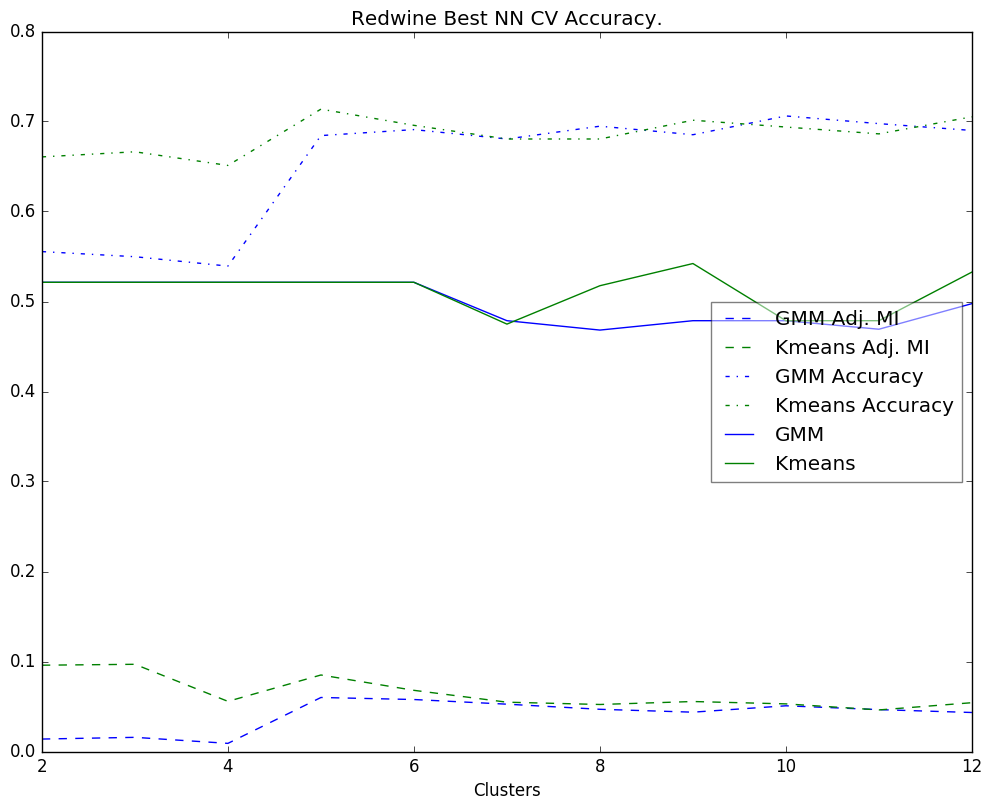 Redwine Best NN CV Accuracy.
0.8
0.7
0.6
0.5
0.4
0.3
0.2
0.1
0.0
GMM Adj. MI
Kmeans Adj. MI
GMM Accuracy
Kmeans Accuracy
GMM
Kmeans
2 4 6 8 10 12
Clusters